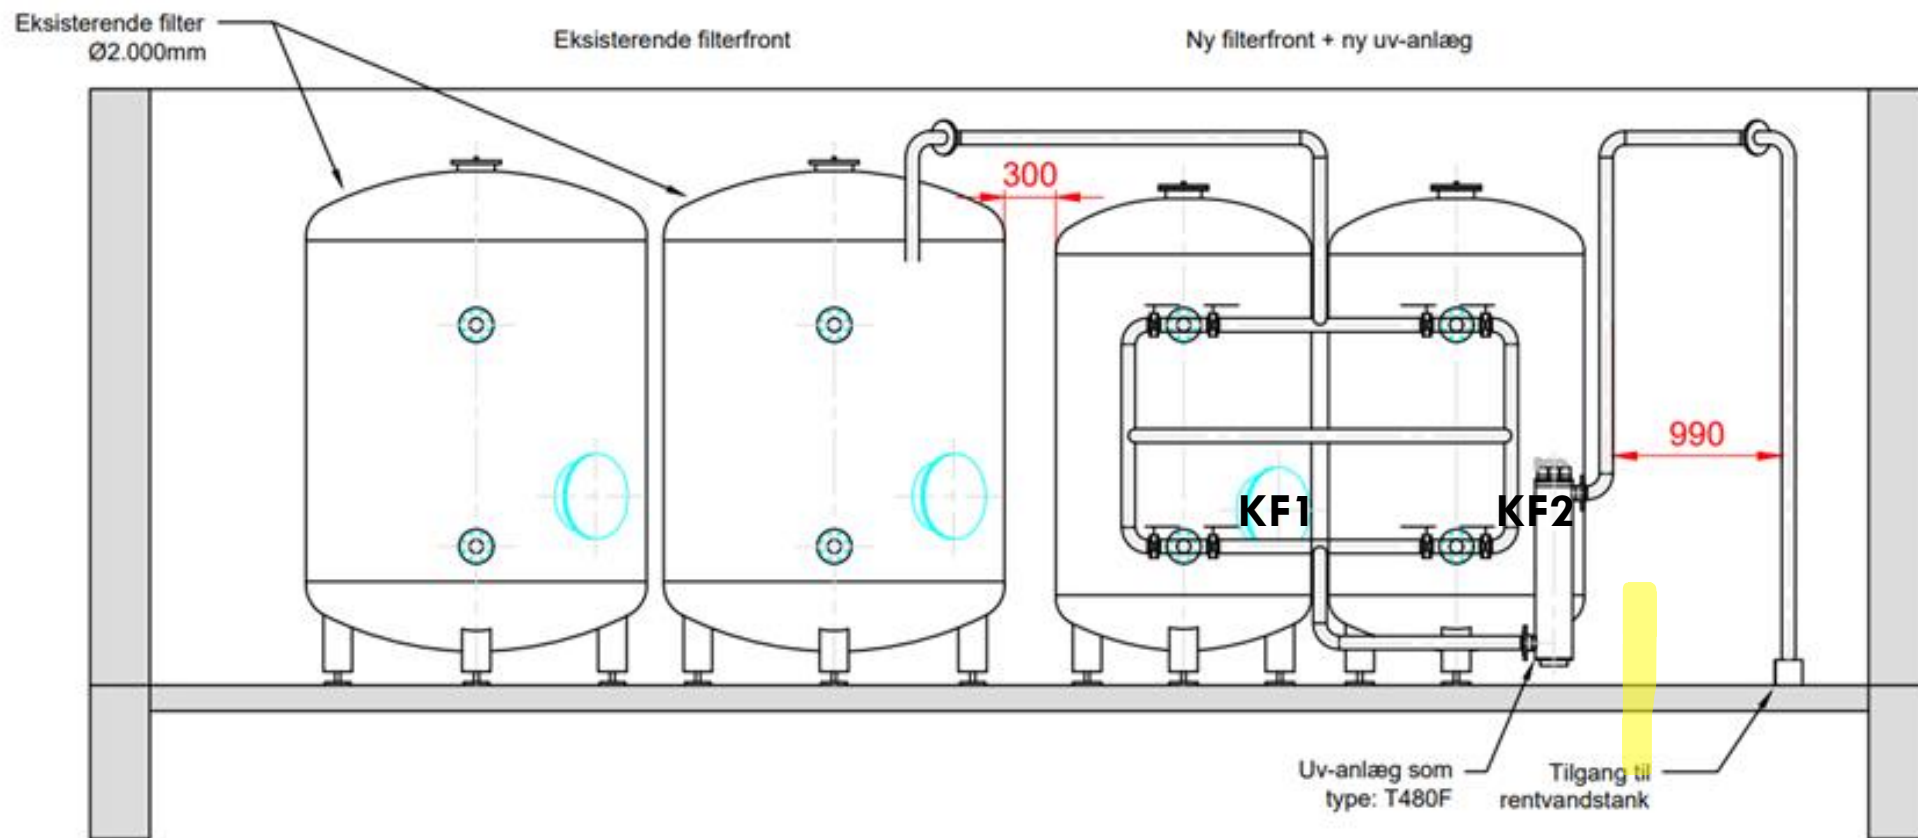 Eksisterende filter
Ø2.000mm
Eksisterende filterfront
Ny filterfront + ny uv-anlæg
300
990
KF1
KF2
Uv-anlæg som
type: T480F
Tilgang til
rentvandstank